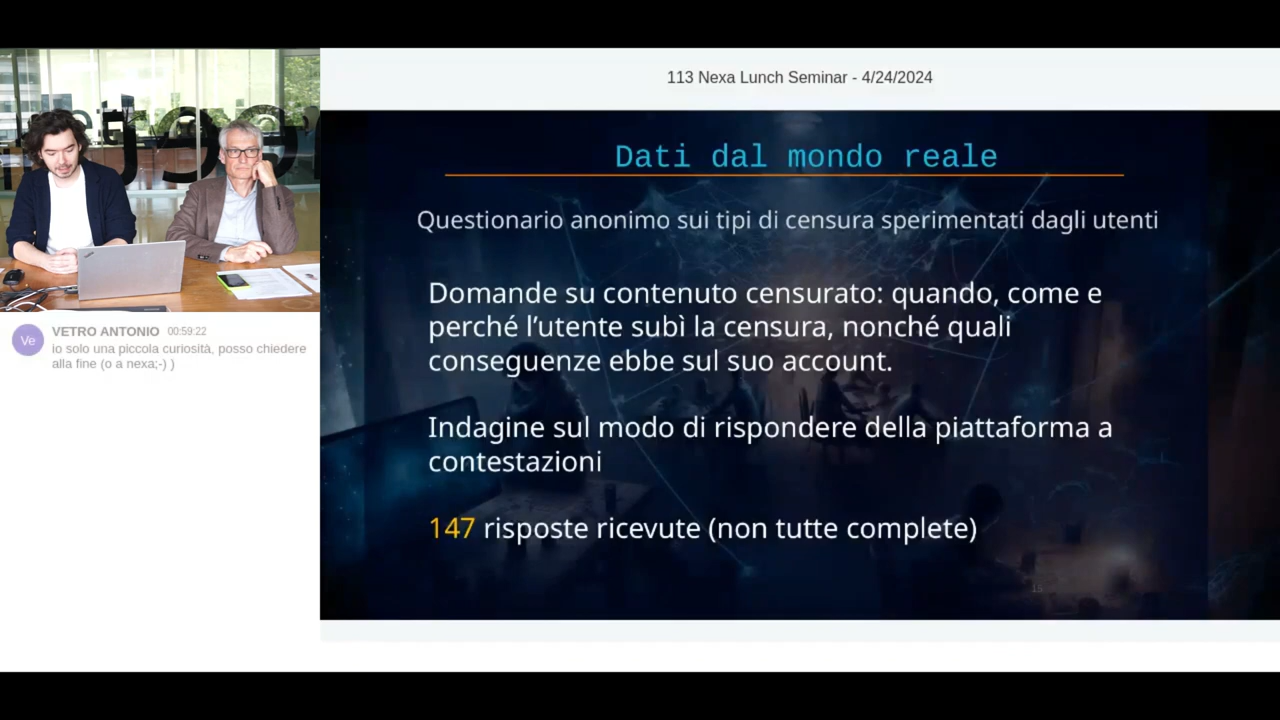 113 Nexa Lunch Seminar - 4/24/2024
Dati dal mondo reale
Questionario anonimo sui tipi di censura sperimentati dagli utenti
Domande su contenuto censurato: quando, come e
perché l’utente subì la censura, nonché quali
conseguenze ebbe sul suo account.
Indagine sul modo di rispondere della piattaforma a
contestazioni
147 risposte ricevute (non tutte complete)
Ve
VETRO ANTONIO 00:59:22
io solo una piccola curiosità, posso chiedere
alla fine (o a nexa;-) )